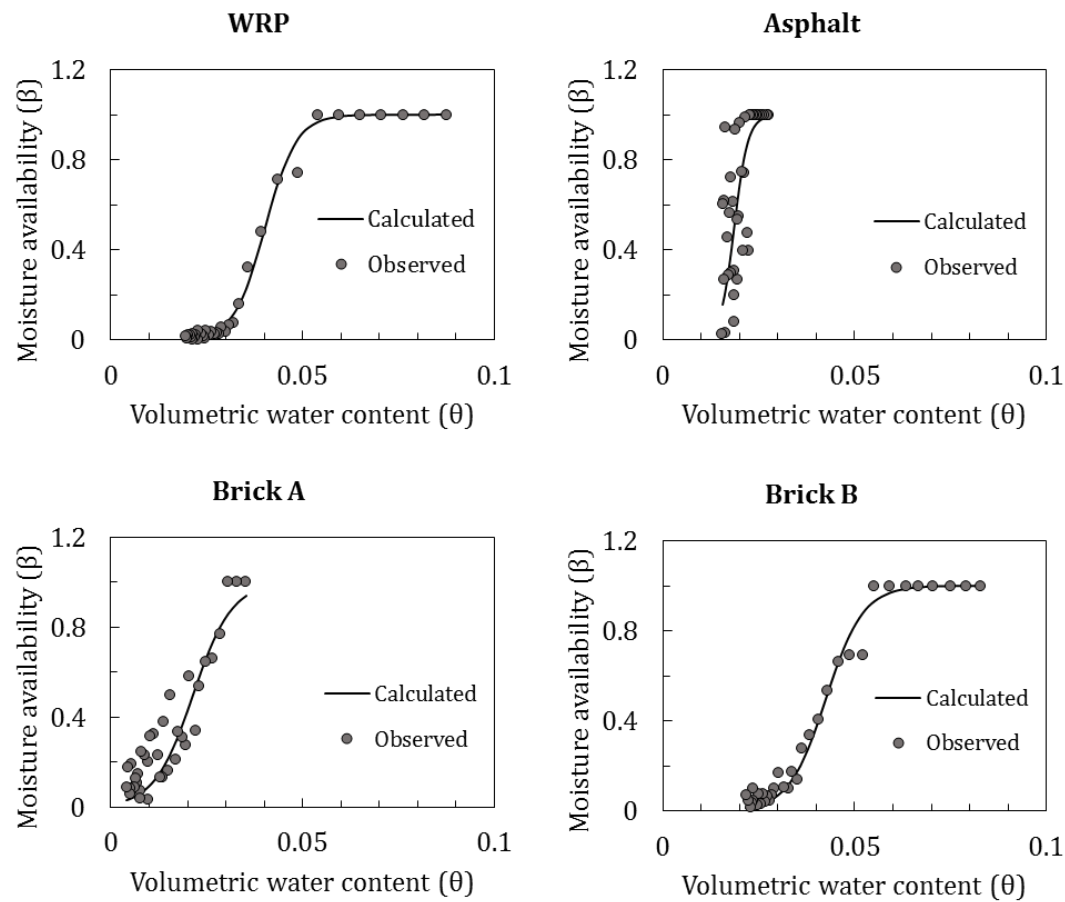 WRP
Moisture availability (β)
1.2
0.8
0.4
0
Calculated
Observed
0
0.05
0.1
Volumetric water content (θ)
Asphalt
Moisture availability (β)
1.2
0.8
0.4
0
Calculated
Observed
0
0.05
0.1
Volumetric water content (θ)
Brick A
Moisture availability (β)
1.2
0.8
0.4
0
Calculated
Observed
0
0.05
0.1
Volumetric water content (θ)
Brick B
Moisture availability (β)
1.2
0.8
0.4
0
Calculated
Observed
0
0.05
0.1
Volumetric water content (θ)